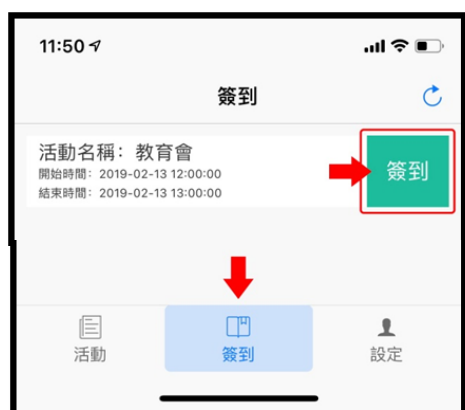 11:50
簽到
活動名稱：教育會
開始時間：2019-02-13 12:00:00
結束時間：2019-02-13 13:00:00
簽到
活動
簽到
設定